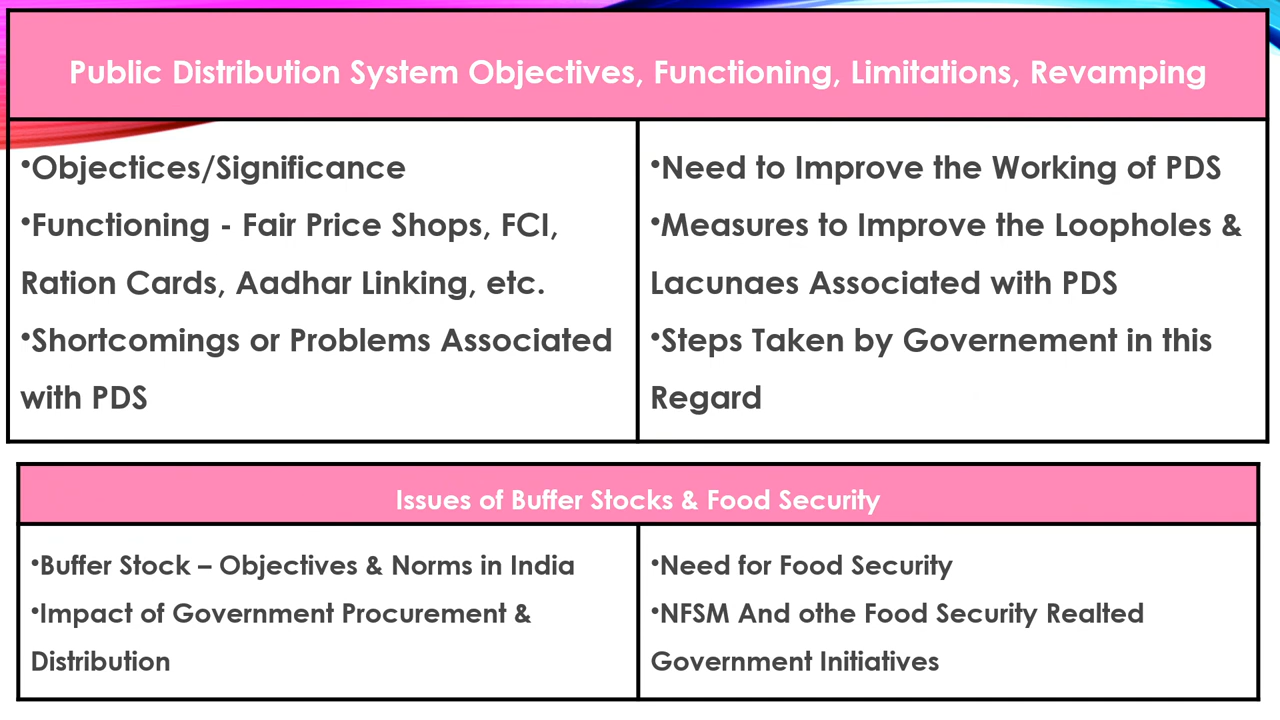 Public Distribution System Objectives, Functioning, Limitations, Revamping
•Objectices/Significance
•Functioning - Fair Price Shops, FCI,
Ration Cards, Aadhar Linking, etc.
•Shortcomings or Problems Associated
with PDS
•Need to Improve the Working of PDS
•Measures to Improve the Loopholes &
Lacunaes Associated with PDS
•Steps Taken by Governement in this
Regard
Issues of Buffer Stocks & Food Security
•Buffer Stock – Objectives & Norms in India
•Impact of Government Procurement &
Distribution
•Need for Food Security
•NFSM And othe Food Security Realted
Government Initiatives